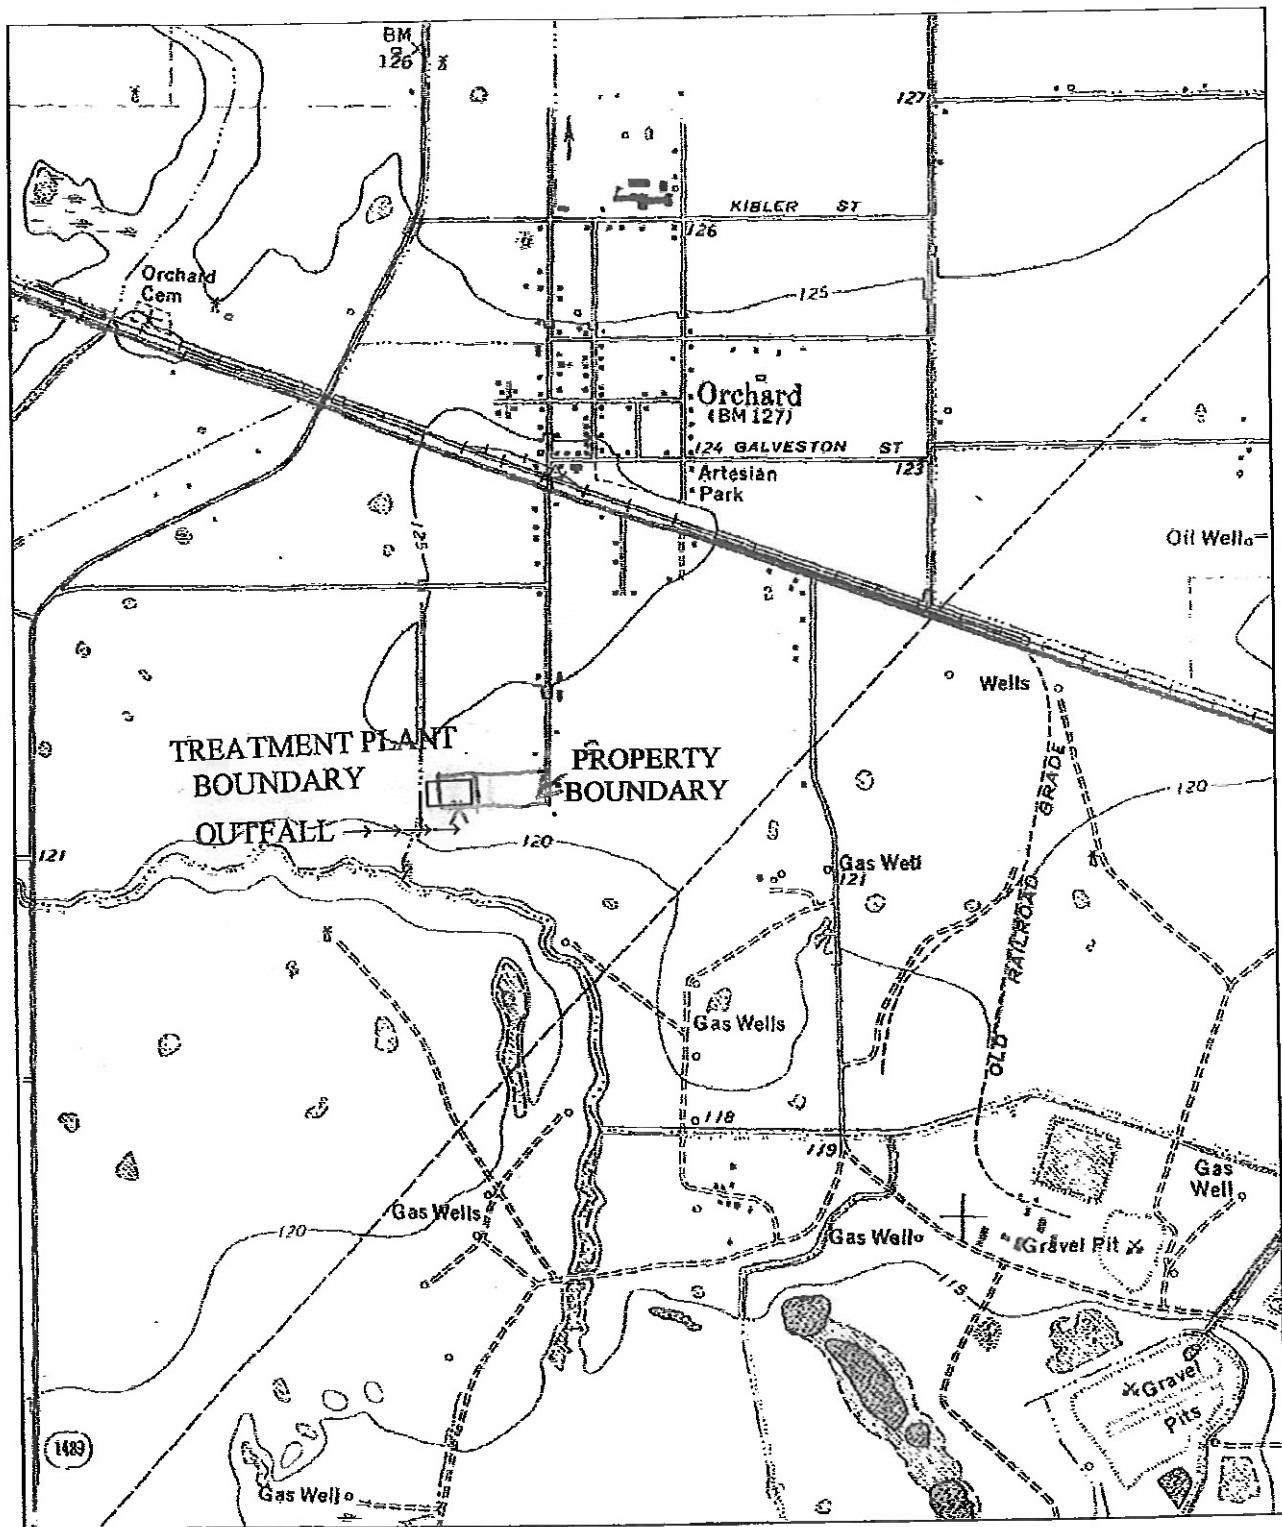 BM
126
127
KIBLER ST
126
Orchard
Cem
125
Orchard
(BM 127)
124 GALVESTON ST
123
Artesian
Park
125
Oil Well
Wells
TREATMENT PLANT
BOUNDARY
PROPERTY
BOUNDARY
OUTFALL
120
120
121
Gas Well
121
OLD RAILROAD GRADE
Gas Wells
118
119
Gas
Well
Gas Wells
120
Gas Well
Gravel Pit
115
Gravel
Pits
1489
Gas Well